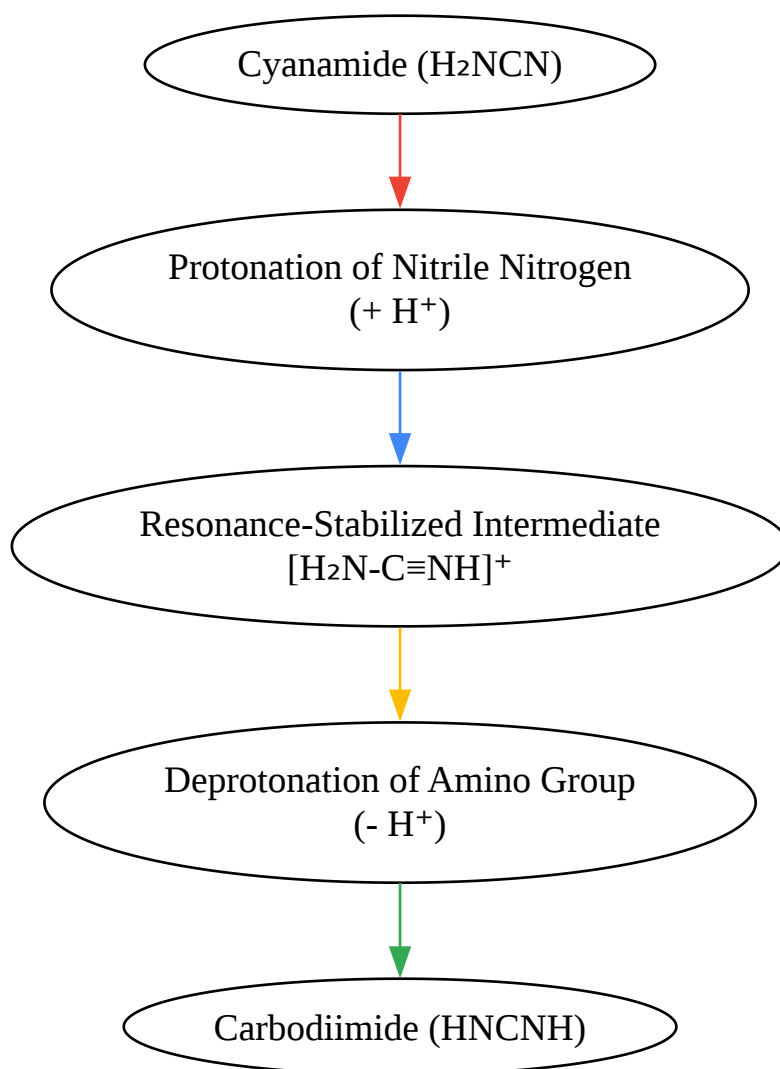 Cyanamide (H₂NCN)
Protonation of Nitrile Nitrogen
(+ H⁺)
Resonance-Stabilized Intermediate
[H₂N-C≡NH]⁺
Deprotonation of Amino Group
(- H⁺)
Carbodiimide (HNCNH)